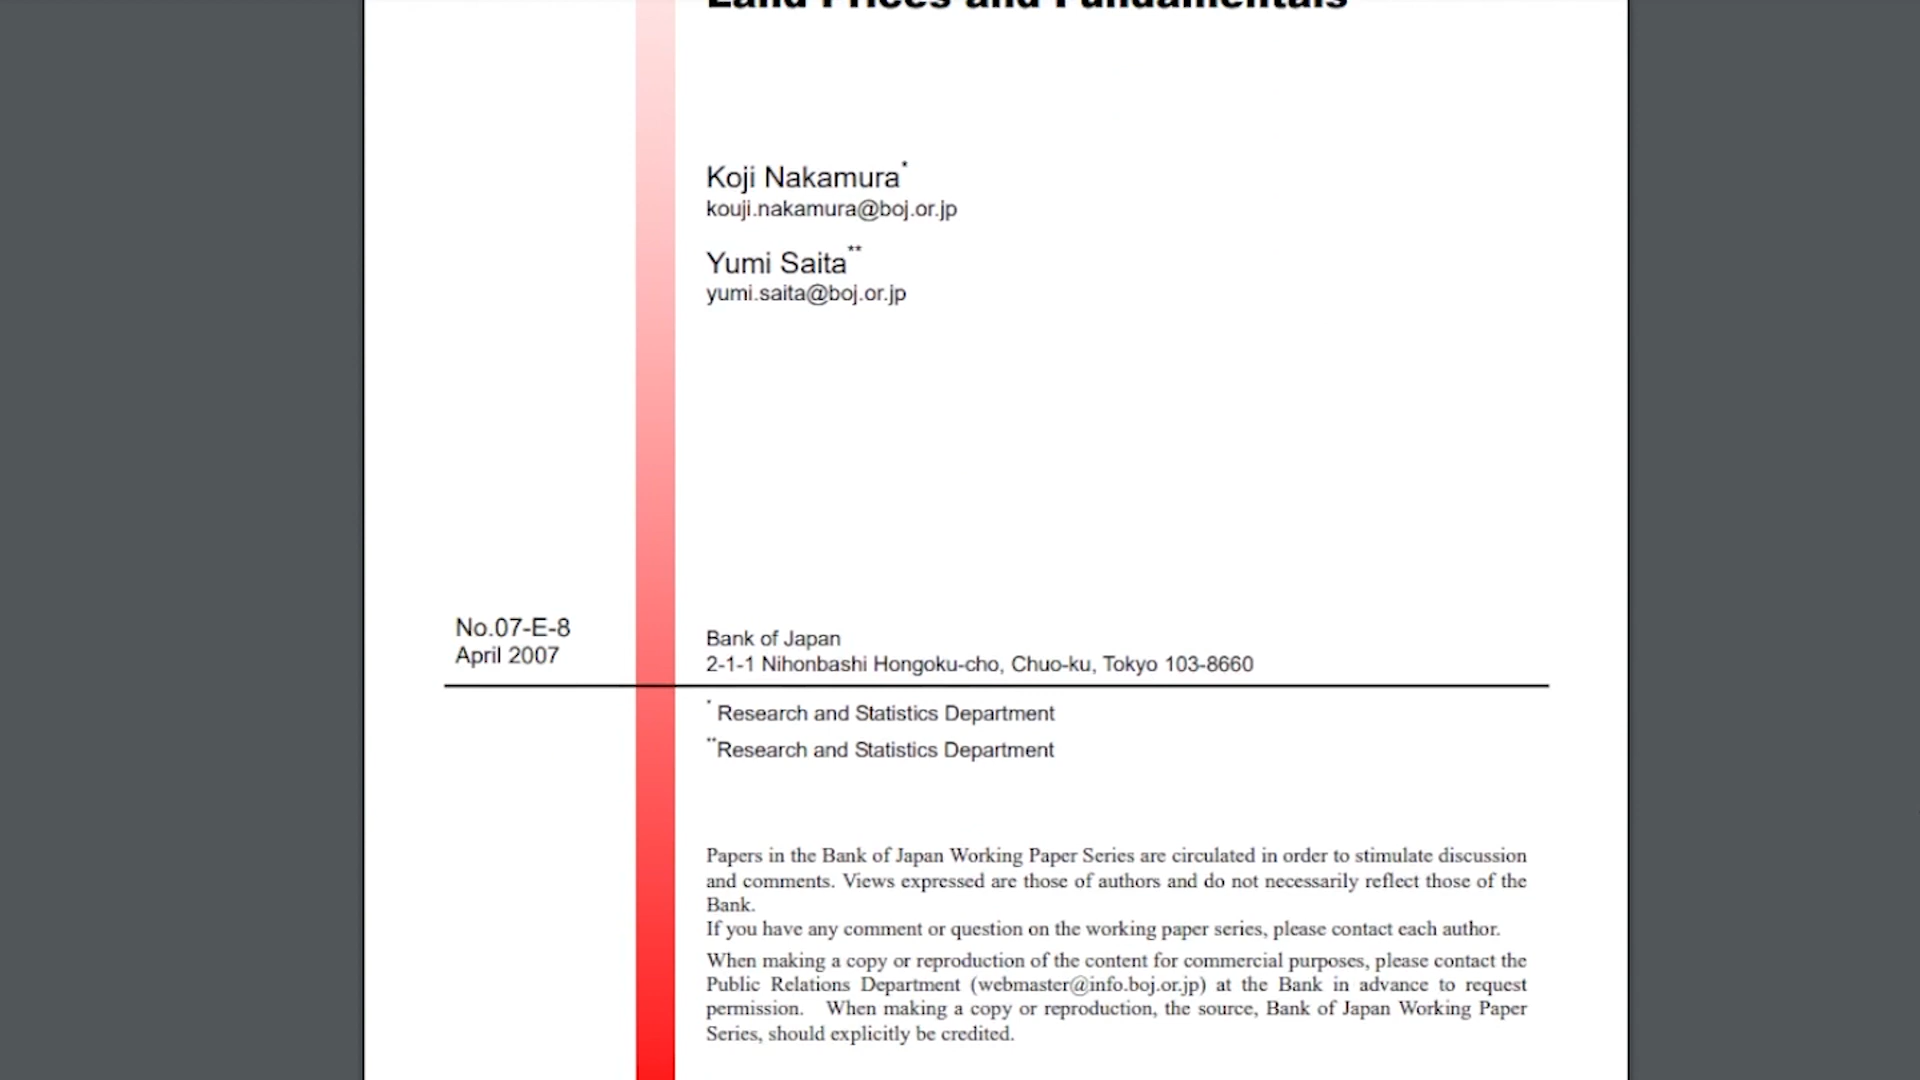 Land Prices and Fundamentals
Koji Nakamura*
kouji.nakamura@boj.or.jp
Yumi Saita**
yumi.saita@boj.or.jp
No.07-E-8
April 2007
Bank of Japan
2-1-1 Nihonbashi Hongoku-cho, Chuo-ku, Tokyo 103-8660
* Research and Statistics Department
**Research and Statistics Department
Papers in the Bank of Japan Working Paper Series are circulated in order to stimulate discussion
and comments. Views expressed are those of authors and do not necessarily reflect those of the
Bank.
If you have any comment or question on the working paper series, please contact each author.
When making a copy or reproduction of the content for commercial purposes, please contact the
Public Relations Department (webmaster@info.boj.or.jp) at the Bank in advance to request
permission. When making a copy or reproduction, the source, Bank of Japan Working Paper
Series, should explicitly be credited.